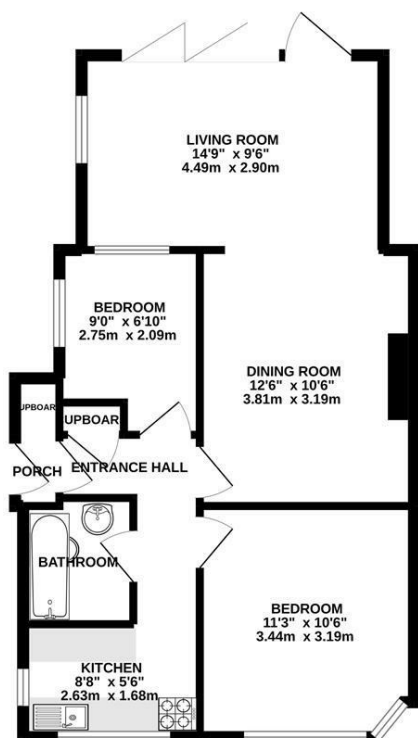 LIVING ROOM
14'9" x 9'6"
4.49m x 2.90m
BEDROOM
9'0" x 6'10"
2.75m x 2.09m
DINING ROOM
12'6" x 10'6"
3.81m x 3.19m
UPBOAR
UPBOAR
PORCH
ENTRANCE HALL
BATHROOM
BEDROOM
11'3" x 10'6"
3.44m x 3.19m
KITCHEN
8'8" x 5'6"
2.63m x 1.68m